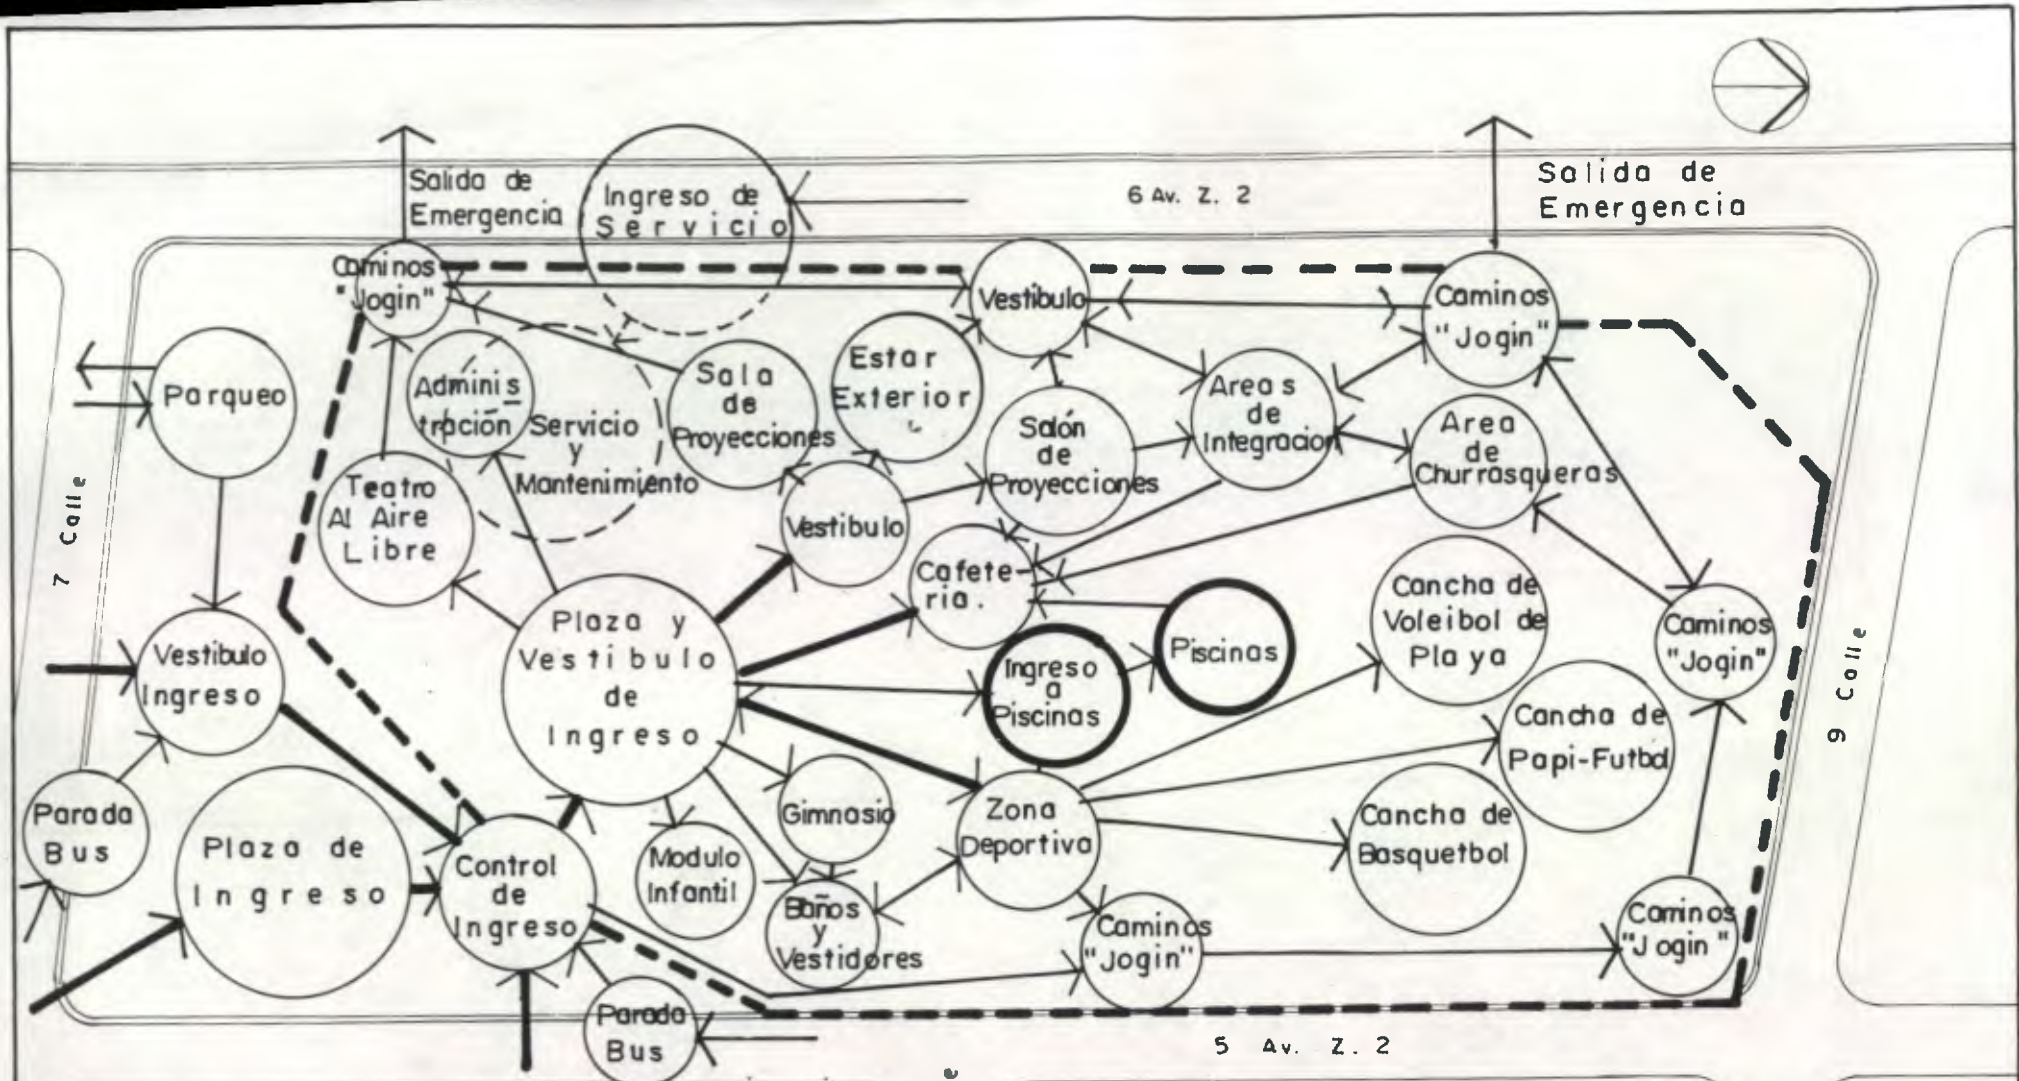 Salida de
Emergencia
Ingreso de
Servicio
6 Av. Z. 2
Salida de
Emergencia
Caminos
"Jogin"
Vestibulo
Caminos
"Jogin"
Parqueo
Adminis
tración
Servicio
y
Mantenimiento
Sala
de
Proyecciones
Estar
Exterior
Salón
de
Proyecciones
Areas
de
Integracion
Area
de
Churrasqueras
7 Calle
Teatro
Al Aire
Libre
Vestibulo
Cafete-
ria.
Cancha de
Voleibol de
Playa
Caminos
"Jogin"
9 Calle
Vestibulo
Ingreso
Plaza y
Vestibulo
de
Ingreso
Ingreso
a
Piscinas
Piscinas
Cancha de
Papi-Futbol
Parada
Bus
Plaza de
Ingreso
Control
de
Ingreso
Modulo
Infantil
Gimnasio
Baños
y
Vestidores
Zona
Deportiva
Cancha de
Basquetbol
Caminos
"Jogin"
Caminos
"Jogin"
Parada
Bus
5 Av. Z. 2